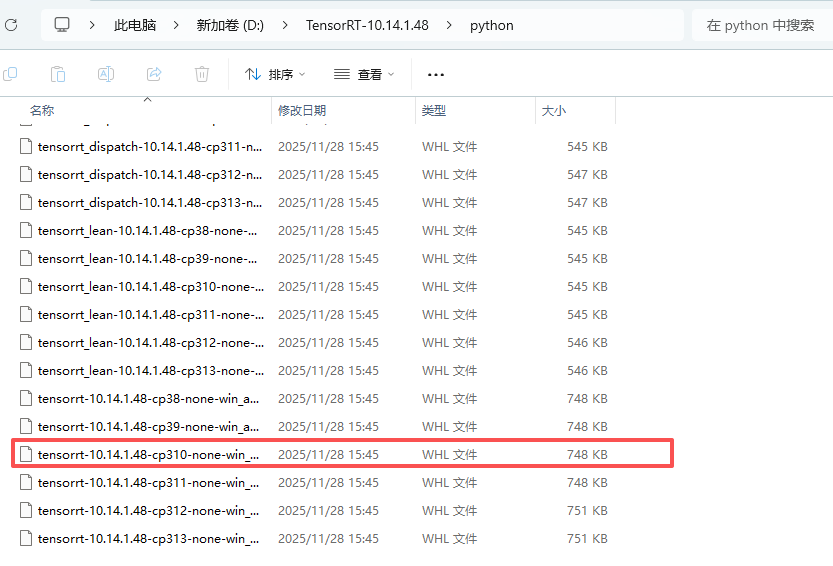 此电脑 > 新加卷 (D:) > TensorRT-10.14.1.48 > python
在 python 中搜索
排序 查看 ...
名称 修改日期 类型 大小
tensorrt_dispatch-10.14.1.48-cp311-n... 2025/11/28 15:45 WHL 文件 545 KB
tensorrt_dispatch-10.14.1.48-cp312-n... 2025/11/28 15:45 WHL 文件 547 KB
tensorrt_dispatch-10.14.1.48-cp313-n... 2025/11/28 15:45 WHL 文件 547 KB
tensorrt_lean-10.14.1.48-cp38-none-... 2025/11/28 15:45 WHL 文件 545 KB
tensorrt_lean-10.14.1.48-cp39-none-... 2025/11/28 15:45 WHL 文件 545 KB
tensorrt_lean-10.14.1.48-cp310-none-... 2025/11/28 15:45 WHL 文件 545 KB
tensorrt_lean-10.14.1.48-cp311-none-... 2025/11/28 15:45 WHL 文件 545 KB
tensorrt_lean-10.14.1.48-cp312-none-... 2025/11/28 15:45 WHL 文件 546 KB
tensorrt_lean-10.14.1.48-cp313-none-... 2025/11/28 15:45 WHL 文件 546 KB
tensorrt-10.14.1.48-cp38-none-win_a... 2025/11/28 15:45 WHL 文件 748 KB
tensorrt-10.14.1.48-cp39-none-win_a... 2025/11/28 15:45 WHL 文件 748 KB
tensorrt-10.14.1.48-cp310-none-win_... 2025/11/28 15:45 WHL 文件 748 KB
tensorrt-10.14.1.48-cp311-none-win_... 2025/11/28 15:45 WHL 文件 748 KB
tensorrt-10.14.1.48-cp312-none-win_... 2025/11/28 15:45 WHL 文件 751 KB
tensorrt-10.14.1.48-cp313-none-win_... 2025/11/28 15:45 WHL 文件 751 KB